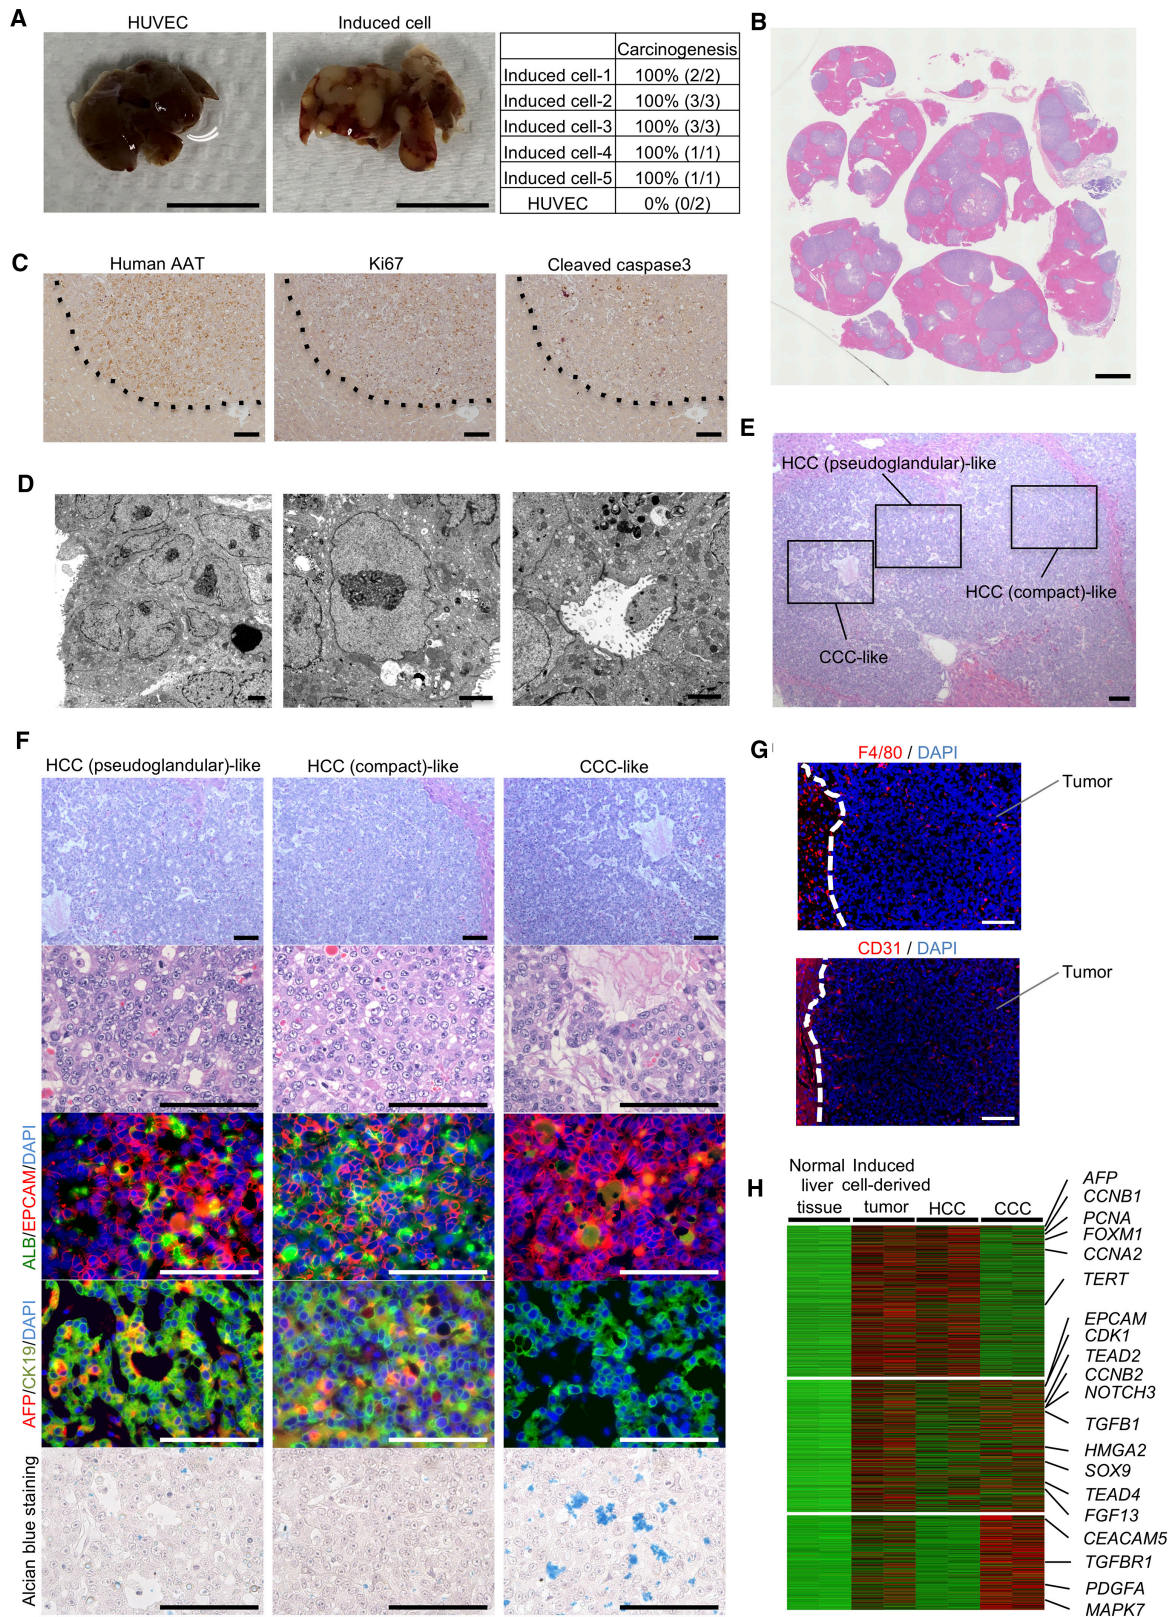 A
HUVEC
Induced cell
Carcinogenesis
Induced cell-1 100% (2/2)
Induced cell-2 100% (3/3)
Induced cell-3 100% (3/3)
Induced cell-4 100% (1/1)
Induced cell-5 100% (1/1)
HUVEC 0% (0/2)
B
C
Human AAT
Ki67
Cleaved caspase3
D
E
HCC (pseudoglandular)-like
HCC (compact)-like
CCC-like
F
HCC (pseudoglandular)-like
HCC (compact)-like
CCC-like
ALB/EPCAM/DAPI
AFP/CK19/DAPI
Alcian blue staining
G
F4/80 / DAPI
Tumor
CD31 / DAPI
Tumor
H
Normal liver tissue
Induced cell-derived tumor
HCC
CCC
AFP
CCNB1
PCNA
FOXM1
CCNA2
TERT
EPCAM
CDK1
TEAD2
CCNB2
NOTCH3
TGFB1
HMGA2
SOX9
TEAD4
FGF13
CEACAM5
TGFBR1
PDGFA
MAPK7